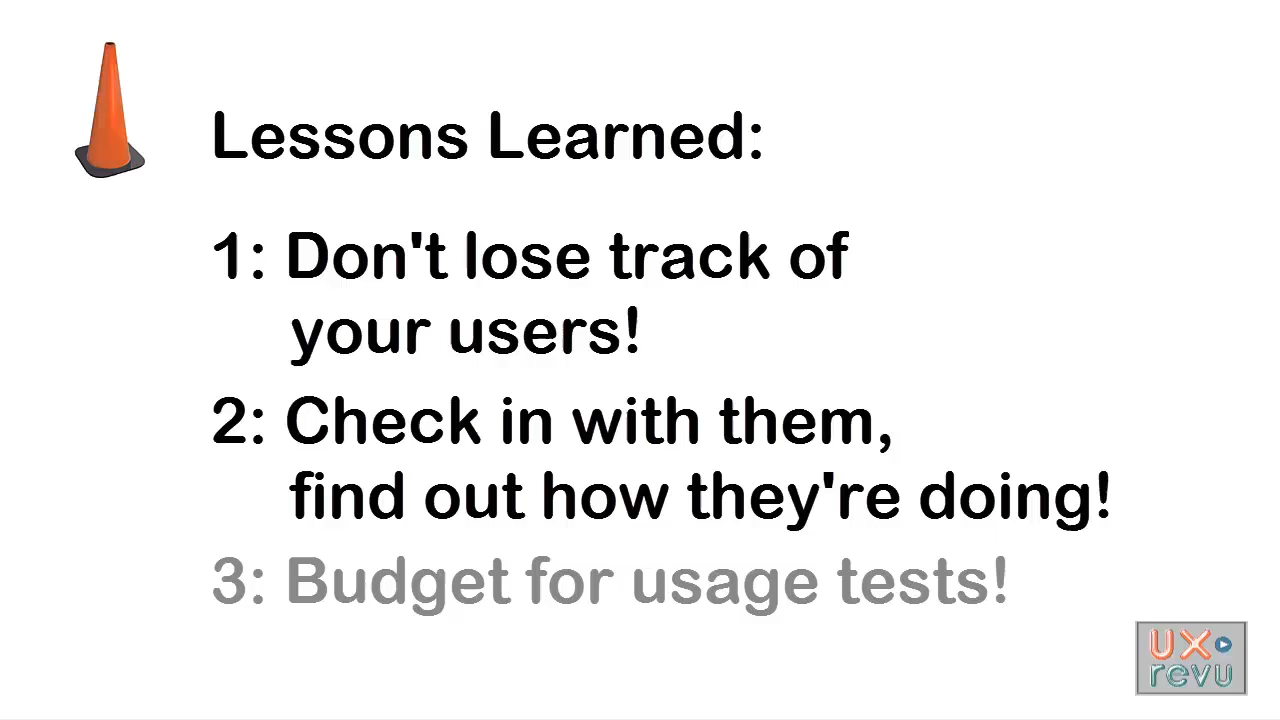 Lessons Learned:
1: Don't lose track of
your users!
2: Check in with them,
find out how they're doing!
3: Budget for usage tests!
UX
revu